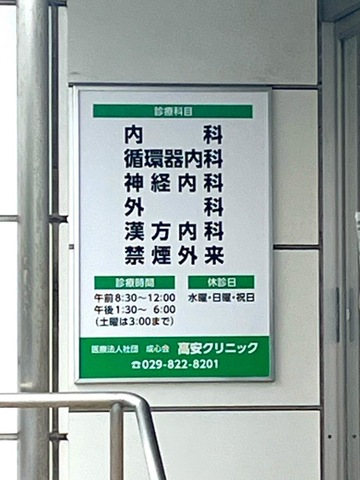 診療科目
内科
循環器内科
神経内科
外科
漢方内科
禁煙外来
診療時間
午前8:30〜12:00
午後1:30〜 6:00
(土曜は3:00まで)
休診日
水曜・日曜・祝日
医療法人社団 成心会 高安クリニック
☎029-822-8201